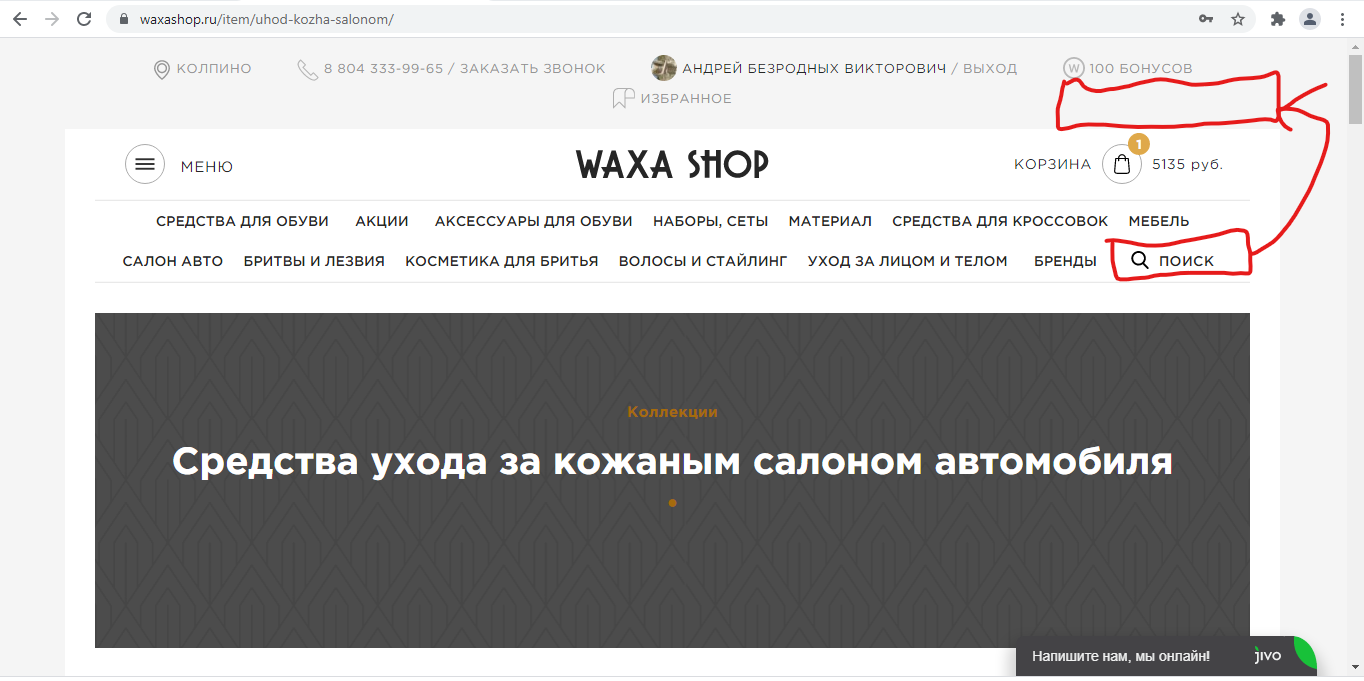 waxashop.ru/item/uhod-kozha-salonom/
КОЛПИНО 8 804 333-99-65 / ЗАКАЗАТЬ ЗВОНОК АНДРЕЙ БЕЗРОДНЫХ ВИКТОРОВИЧ / ВЫХОД W 100 БОНУСОВ
ИЗБРАННОЕ
МЕНЮ WAXA SHOP КОРЗИНА 1 5135 руб.
СРЕДСТВА ДЛЯ ОБУВИ АКЦИИ АКСЕССУАРЫ ДЛЯ ОБУВИ НАБОРЫ, СЕТЫ МАТЕРИАЛ СРЕДСТВА ДЛЯ КРОССОВОК МЕБЕЛЬ
САЛОН АВТО БРИТВЫ И ЛЕЗВИЯ КОСМЕТИКА ДЛЯ БРИТЬЯ ВОЛОСЫ И СТАЙЛИНГ УХОД ЗА ЛИЦОМ И ТЕЛОМ БРЕНДЫ ПОИСК
Коллекции
Средства ухода за кожаным салоном автомобиля
Напишите нам, мы онлайн! jivo